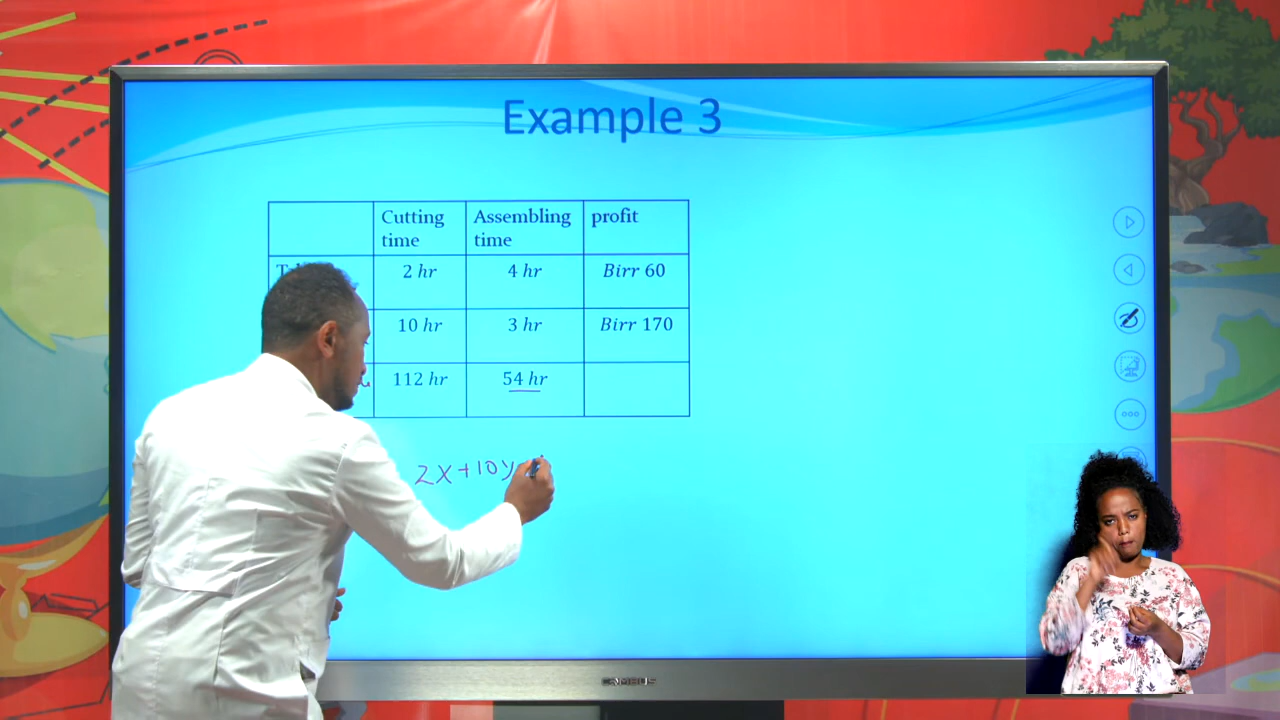 Example 3
Cutting time Assembling time profit
2 hr 4 hr Birr 60
10 hr 3 hr Birr 170
112 hr 54 hr
2x+10y